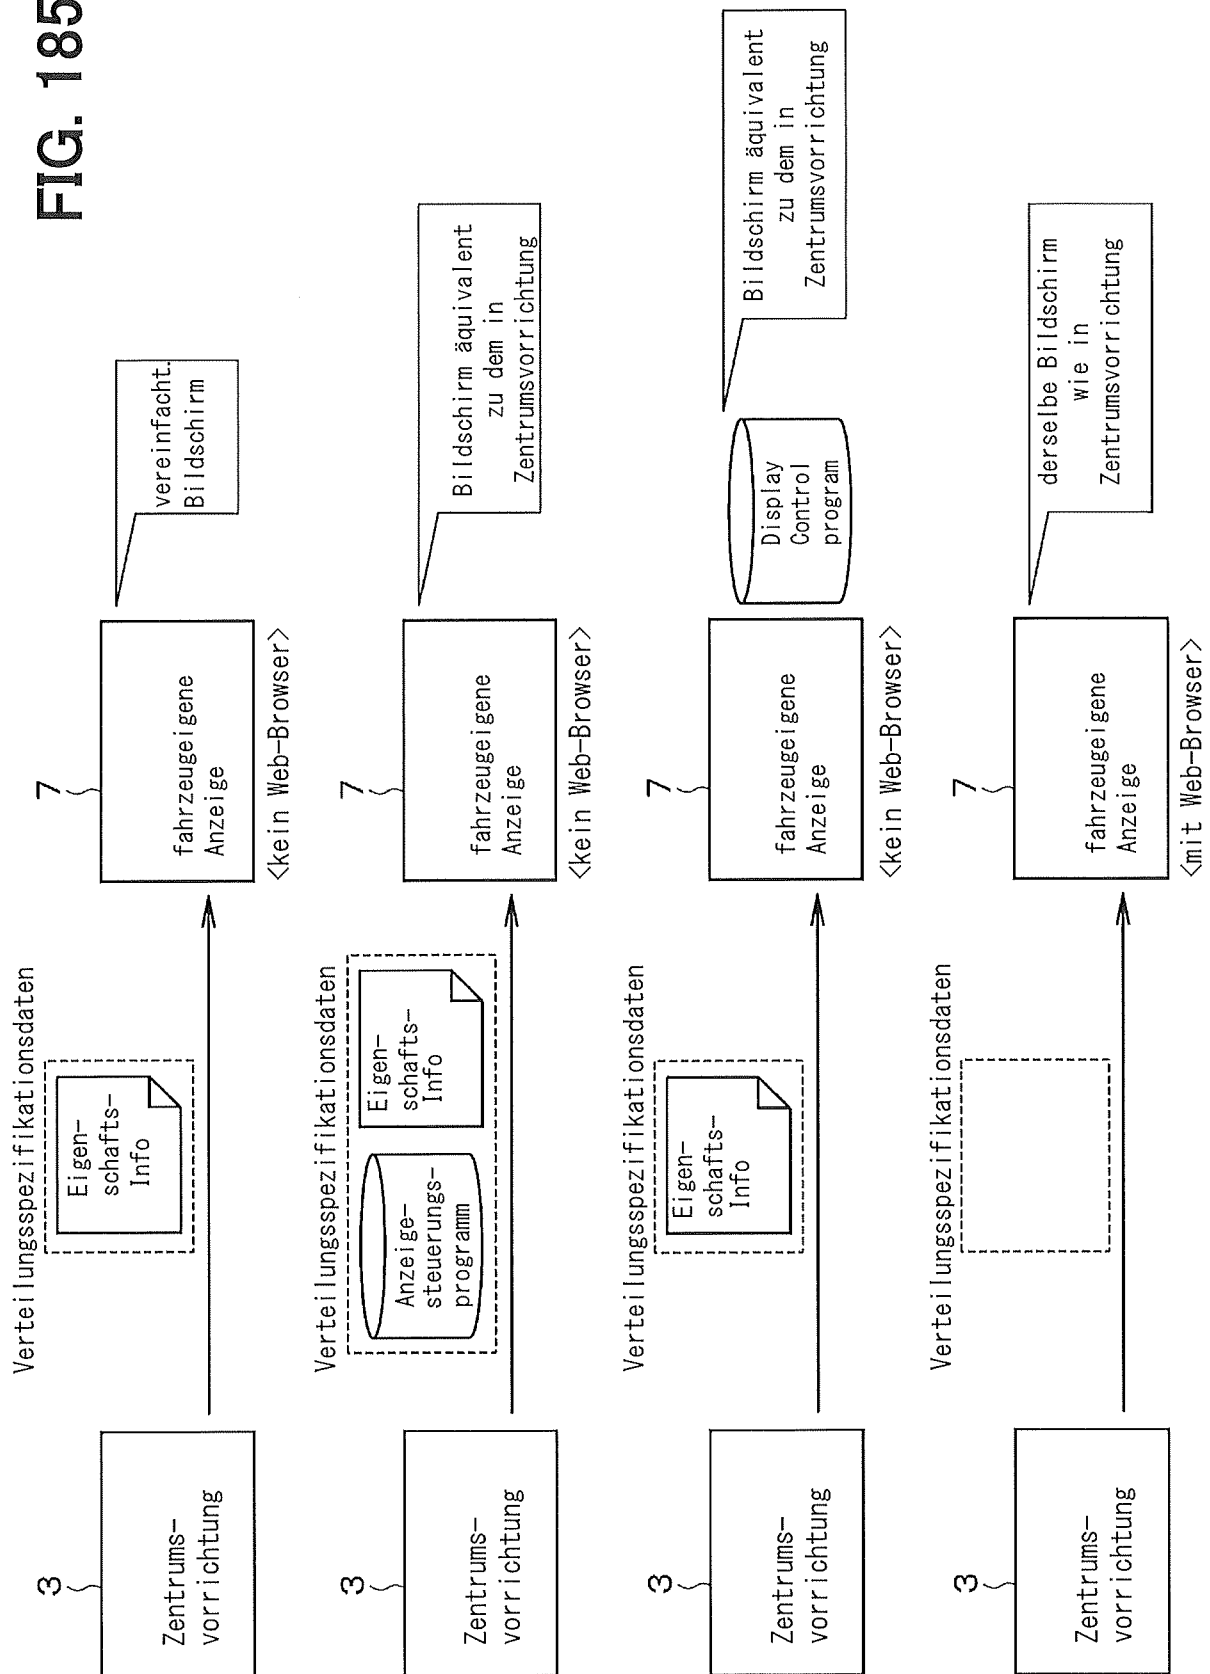 FIG. 185
3
Zentrums-
vorrichtung
Verteilungsspezifikationsdaten
Eigen-
schafts-
Info
7
fahrzeugeigene
Anzeige
<kein Web-Browser>
vereinfacht.
Bildschirm
3
Zentrums-
vorrichtung
Verteilungsspezifikationsdaten
Anzeige-
steuerungs-
programm
Eigen-
schafts-
Info
7
fahrzeugeigene
Anzeige
<kein Web-Browser>
Bildschirm äquivalent
zu dem in
Zentrumsvorrichtung
3
Zentrums-
vorrichtung
Verteilungsspezifikationsdaten
Eigen-
schafts-
Info
7
fahrzeugeigene
Anzeige
<kein Web-Browser>
Display
Control
program
Bildschirm äquivalent
zu dem in
Zentrumsvorrichtung
3
Zentrums-
vorrichtung
Verteilungsspezifikationsdaten
7
fahrzeugeigene
Anzeige
<mit Web-Browser>
derselbe Bildschirm
wie in
Zentrumsvorrichtung